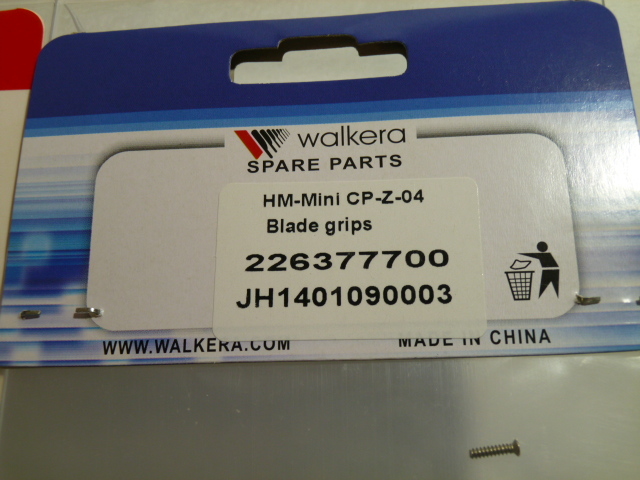 walkera
SPARE PARTS
HM-Mini CP-Z-04
Blade grips
226377700
JH1401090003
WWW.WALKERA.COM
MADE IN CHINA